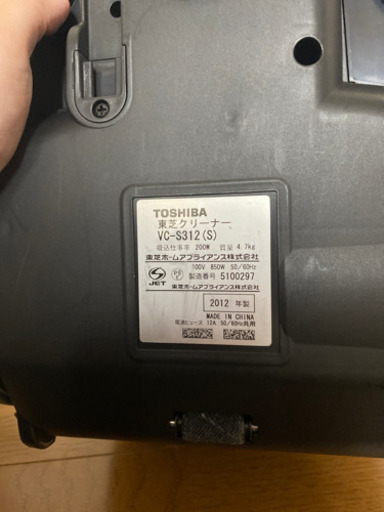 TOSHIBA
東芝クリーナー
VC-S312(S)
吸込仕事率 200W 質量 4.7kg
東芝ホームアプライアンス株式会社
100V 850W 50/60Hz
S JET PS E 製造番号 5100297
東芝ホームアプライアンス株式会社
2012 年製
MADE IN CHINA
電流ヒューズ 12A 50/60Hz共用